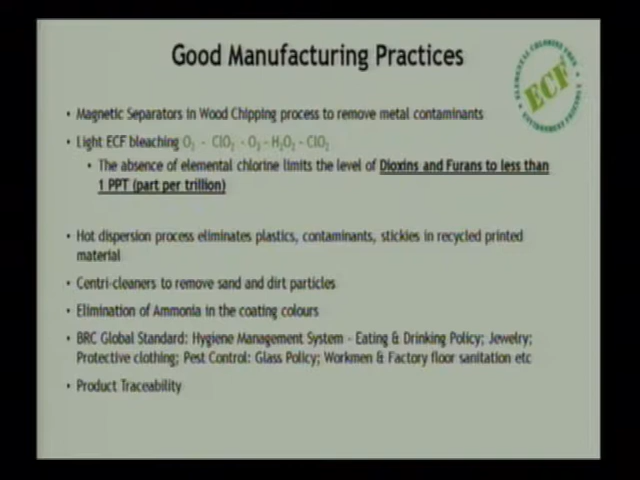 Good Manufacturing Practices
ELEMENTAL CHLORINE FREE
ECF
• Magnetic Separators in Wood Chipping process to remove metal contaminants
• Light ECF bleaching O₂ - ClO₂ - O₃ - H₂O₂ - ClO₂
• The absence of elemental chlorine limits the level of Dioxins and Furans to less than
1 PPT (part per trillion)
• Hot dispersion process eliminates plastics, contaminants, stickies in recycled printed
material
• Centri-cleaners to remove sand and dirt particles
• Elimination of Ammonia in the coating colours
• BRC Global Standard: Hygiene Management System - Eating & Drinking Policy; Jewelry;
Protective clothing; Pest Control: Glass Policy; Workmen & Factory floor sanitation etc
• Product Traceability